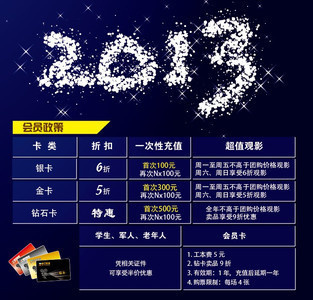 2013
会员政策
卡 类 折 扣 一次性充值 超值观影
银卡 6折 首次100元 周一至周五不高于团购价格观影
再次Nx100元 周六、周日享受6折观影
金卡 5折 首次300元 周一至周五不高于团购价格观影
再次Nx100元 周六、周日享受5折观影
钻石卡 特惠 首次500元 全年不高于团购价格观影
再次Nx100元 卖品享受9折优惠
学生、军人、老年人 会员卡
凭相关证件
可享受半价优惠
1. 工本费 5 元
2. 钻卡卖品 9 折
3. 有效期：1 年，充值后延期一年
4. 购票限制：每场 4 张